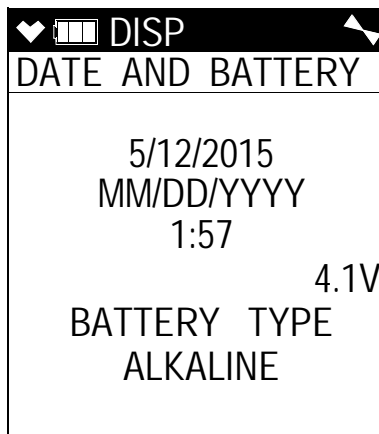 DISP
DATE AND BATTERY
5/12/2015
MM/DD/YYYY
1:57
4.1V
BATTERY TYPE
ALKALINE